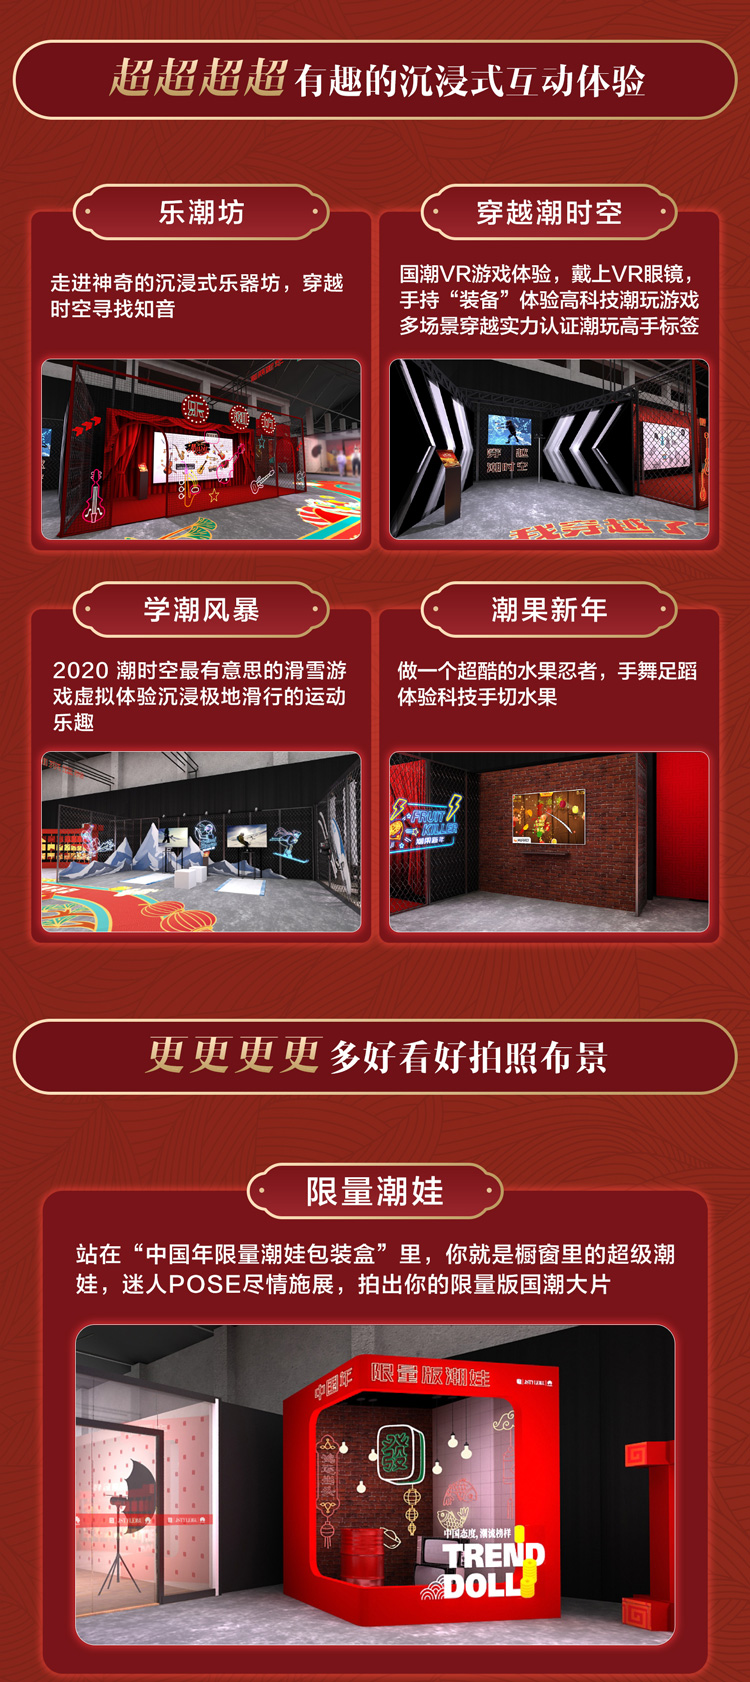 超超超超有趣的沉浸式互动体验
乐潮坊
走进神奇的沉浸式乐器坊，穿越
时空寻找知音
穿越潮时空
国潮VR游戏体验，戴上VR眼镜，
手持“装备”体验高科技潮玩游戏
多场景穿越实力认证潮玩高手标签
穿越
潮时空
我穿越了
学潮风暴
2020 潮时空最有意思的滑雪游
戏虚拟体验沉浸极地滑行的运动
乐趣
潮果新年
做一个超酷的水果忍者，手舞足蹈
体验科技手切水果
FRUIT
KILLER
潮果新年
更更更更多好看好拍照布景
限量潮娃
站在“中国年限量潮娃包装盒”里，你就是橱窗里的超级潮
娃，迷人POSE尽情施展，拍出你的限量版国潮大片
中国年 限量版潮娃
發
中国态度，潮流榜样
TREND
DOLL